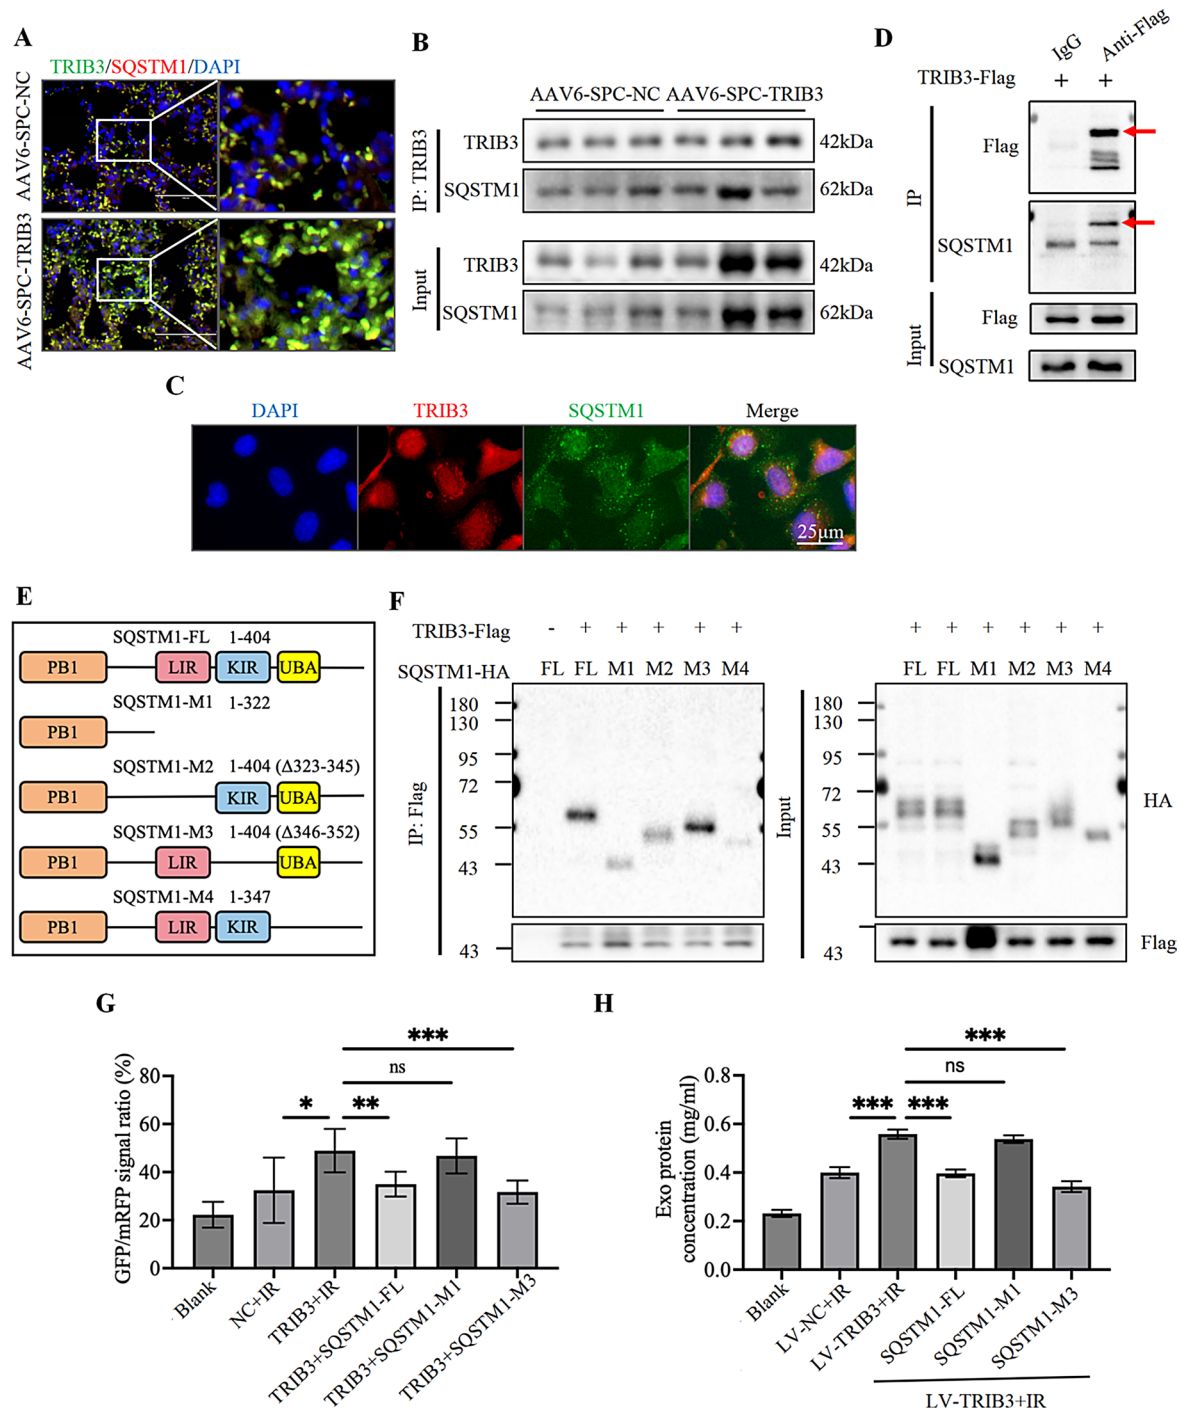 A
TRIB3/SQSTM1/DAPI
AAV6-SPC-NC
AAV6-SPC-TRIB3
B
AAV6-SPC-NC AAV6-SPC-TRIB3
IP: TRIB3
TRIB3 42kDa
SQSTM1 62kDa
Input
TRIB3 42kDa
SQSTM1 62kDa
D
IgG Anti-Flag
TRIB3-Flag + +
IP
Flag
SQSTM1
Input
Flag
SQSTM1
C
DAPI TRIB3 SQSTM1 Merge
25μm
E
SQSTM1-FL 1-404
PB1 LIR KIR UBA
SQSTM1-M1 1-322
PB1
SQSTM1-M2 1-404 (Δ323-345)
PB1 KIR UBA
SQSTM1-M3 1-404 (Δ346-352)
PB1 LIR UBA
SQSTM1-M4 1-347
PB1 LIR KIR
F
TRIB3-Flag - + + + + + + + + + + +
SQSTM1-HA FL FL M1 M2 M3 M4 FL FL M1 M2 M3 M4
IP: Flag
180
130
95
72
55
43
43
Input
180
130
95
72
55
43
43
HA
Flag
G
GFP/mRFP signal ratio (%)
80
60
40
20
0
***
ns
* **
Blank
NC+IR
TRIB3+IR
TRIB3+SQSTM1-FL
TRIB3+SQSTM1-M1
TRIB3+SQSTM1-M3
H
Exo protein
concentration (mg/ml)
0.8
0.6
0.4
0.2
0.0
***
ns
*** ***
Blank
LV-NC+IR
LV-TRIB3+IR
SQSTM1-FL
SQSTM1-M1
SQSTM1-M3
LV-TRIB3+IR